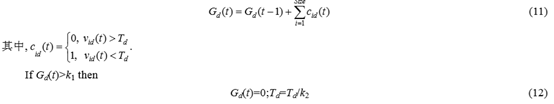 G_d(t) = G_d(t−1) + ∑_{i=1}^{Size} c_{id}(t) (11)
其中, c_{id}(t) = {0, v_{id}(t) > T_d
1, v_{id}(t) < T_d.
If G_d(t)>k_1 then
G_d(t)=0;T_d=T_d/k_2 (12)